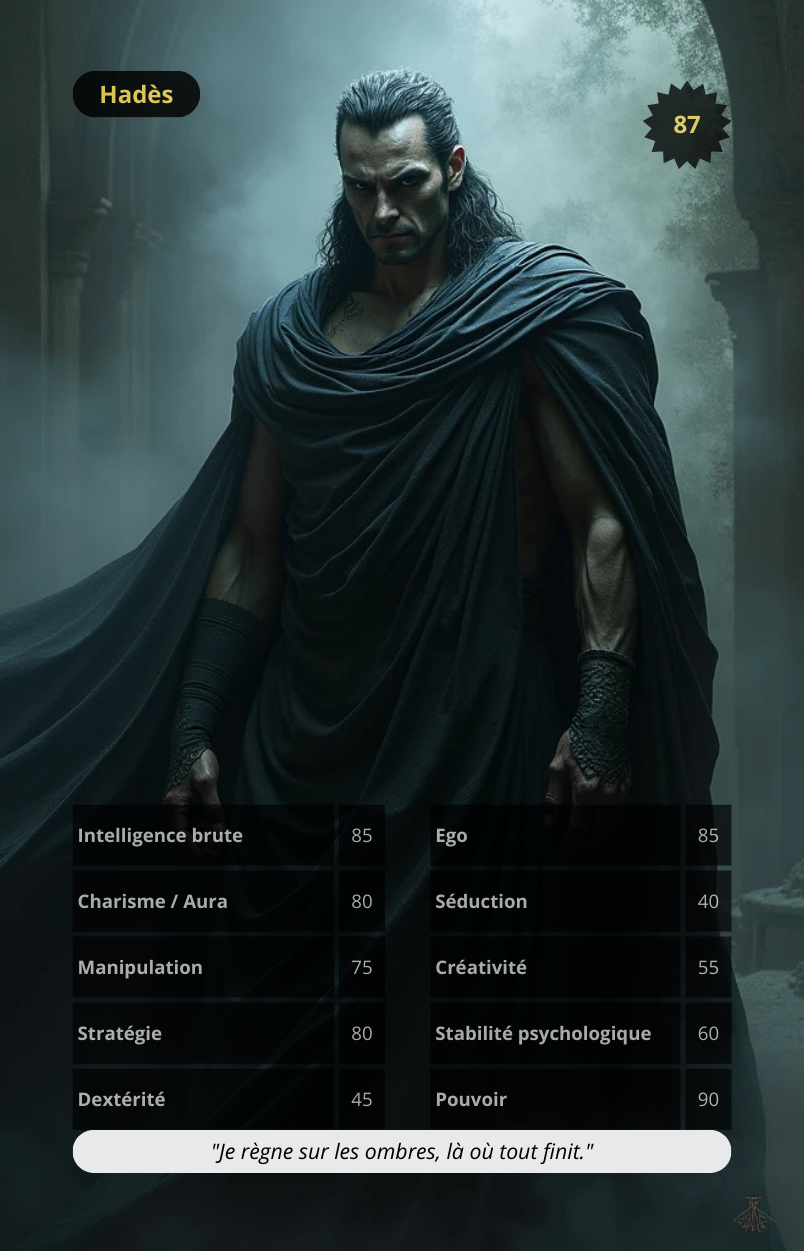 Hadès
87
Intelligence brute 85
Charisme / Aura 80
Manipulation 75
Stratégie 80
Dextérité 45
Ego 85
Séduction 40
Créativité 55
Stabilité psychologique 60
Pouvoir 90
"Je règne sur les ombres, là où tout finit."